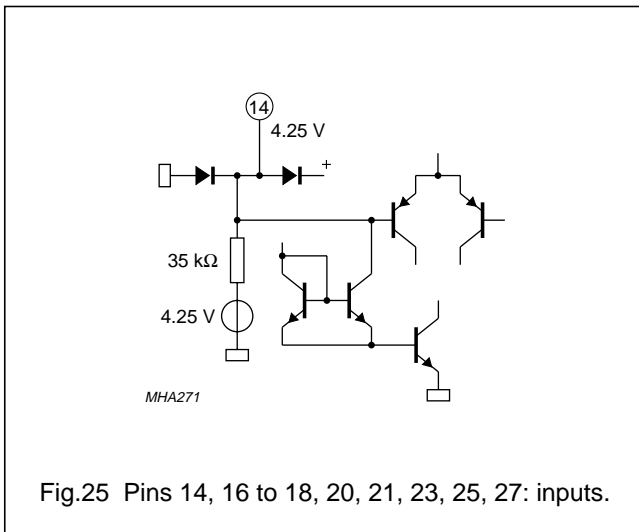 14
4.25 V
+
35 kΩ
4.25 V
MHA271
Fig.25 Pins 14, 16 to 18, 20, 21, 23, 25, 27: inputs.